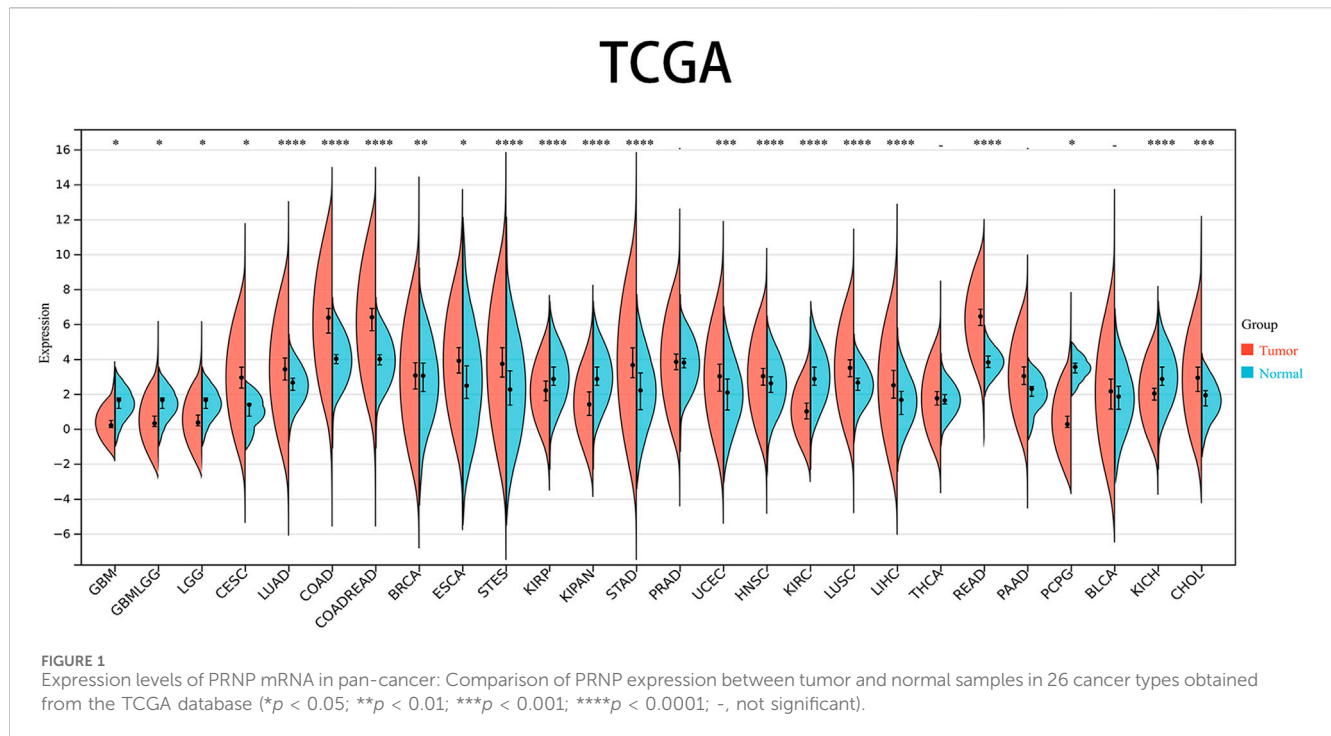 TCGA
* * * * **** **** **** ** * **** **** **** **** . *** **** **** **** **** - **** . * - **** ***
16
14
12
10
8
6
4
2
0
−2
−4
−6
Expression
GBM
GBMLGG
LGG
CESC
LUAD
COAD
COADREAD
BRCA
ESCA
STES
KIRP
KIPAN
STAD
PRAD
UCEC
HNSC
KIRC
LUSC
LIHC
THCA
READ
PAAD
PCPG
BLCA
KICH
CHOL
Group
Tumor
Normal
FIGURE 1
Expression levels of PRNP mRNA in pan-cancer: Comparison of PRNP expression between tumor and normal samples in 26 cancer types obtained
from the TCGA database (*p < 0.05; **p < 0.01; ***p < 0.001; ****p < 0.0001; -, not significant).